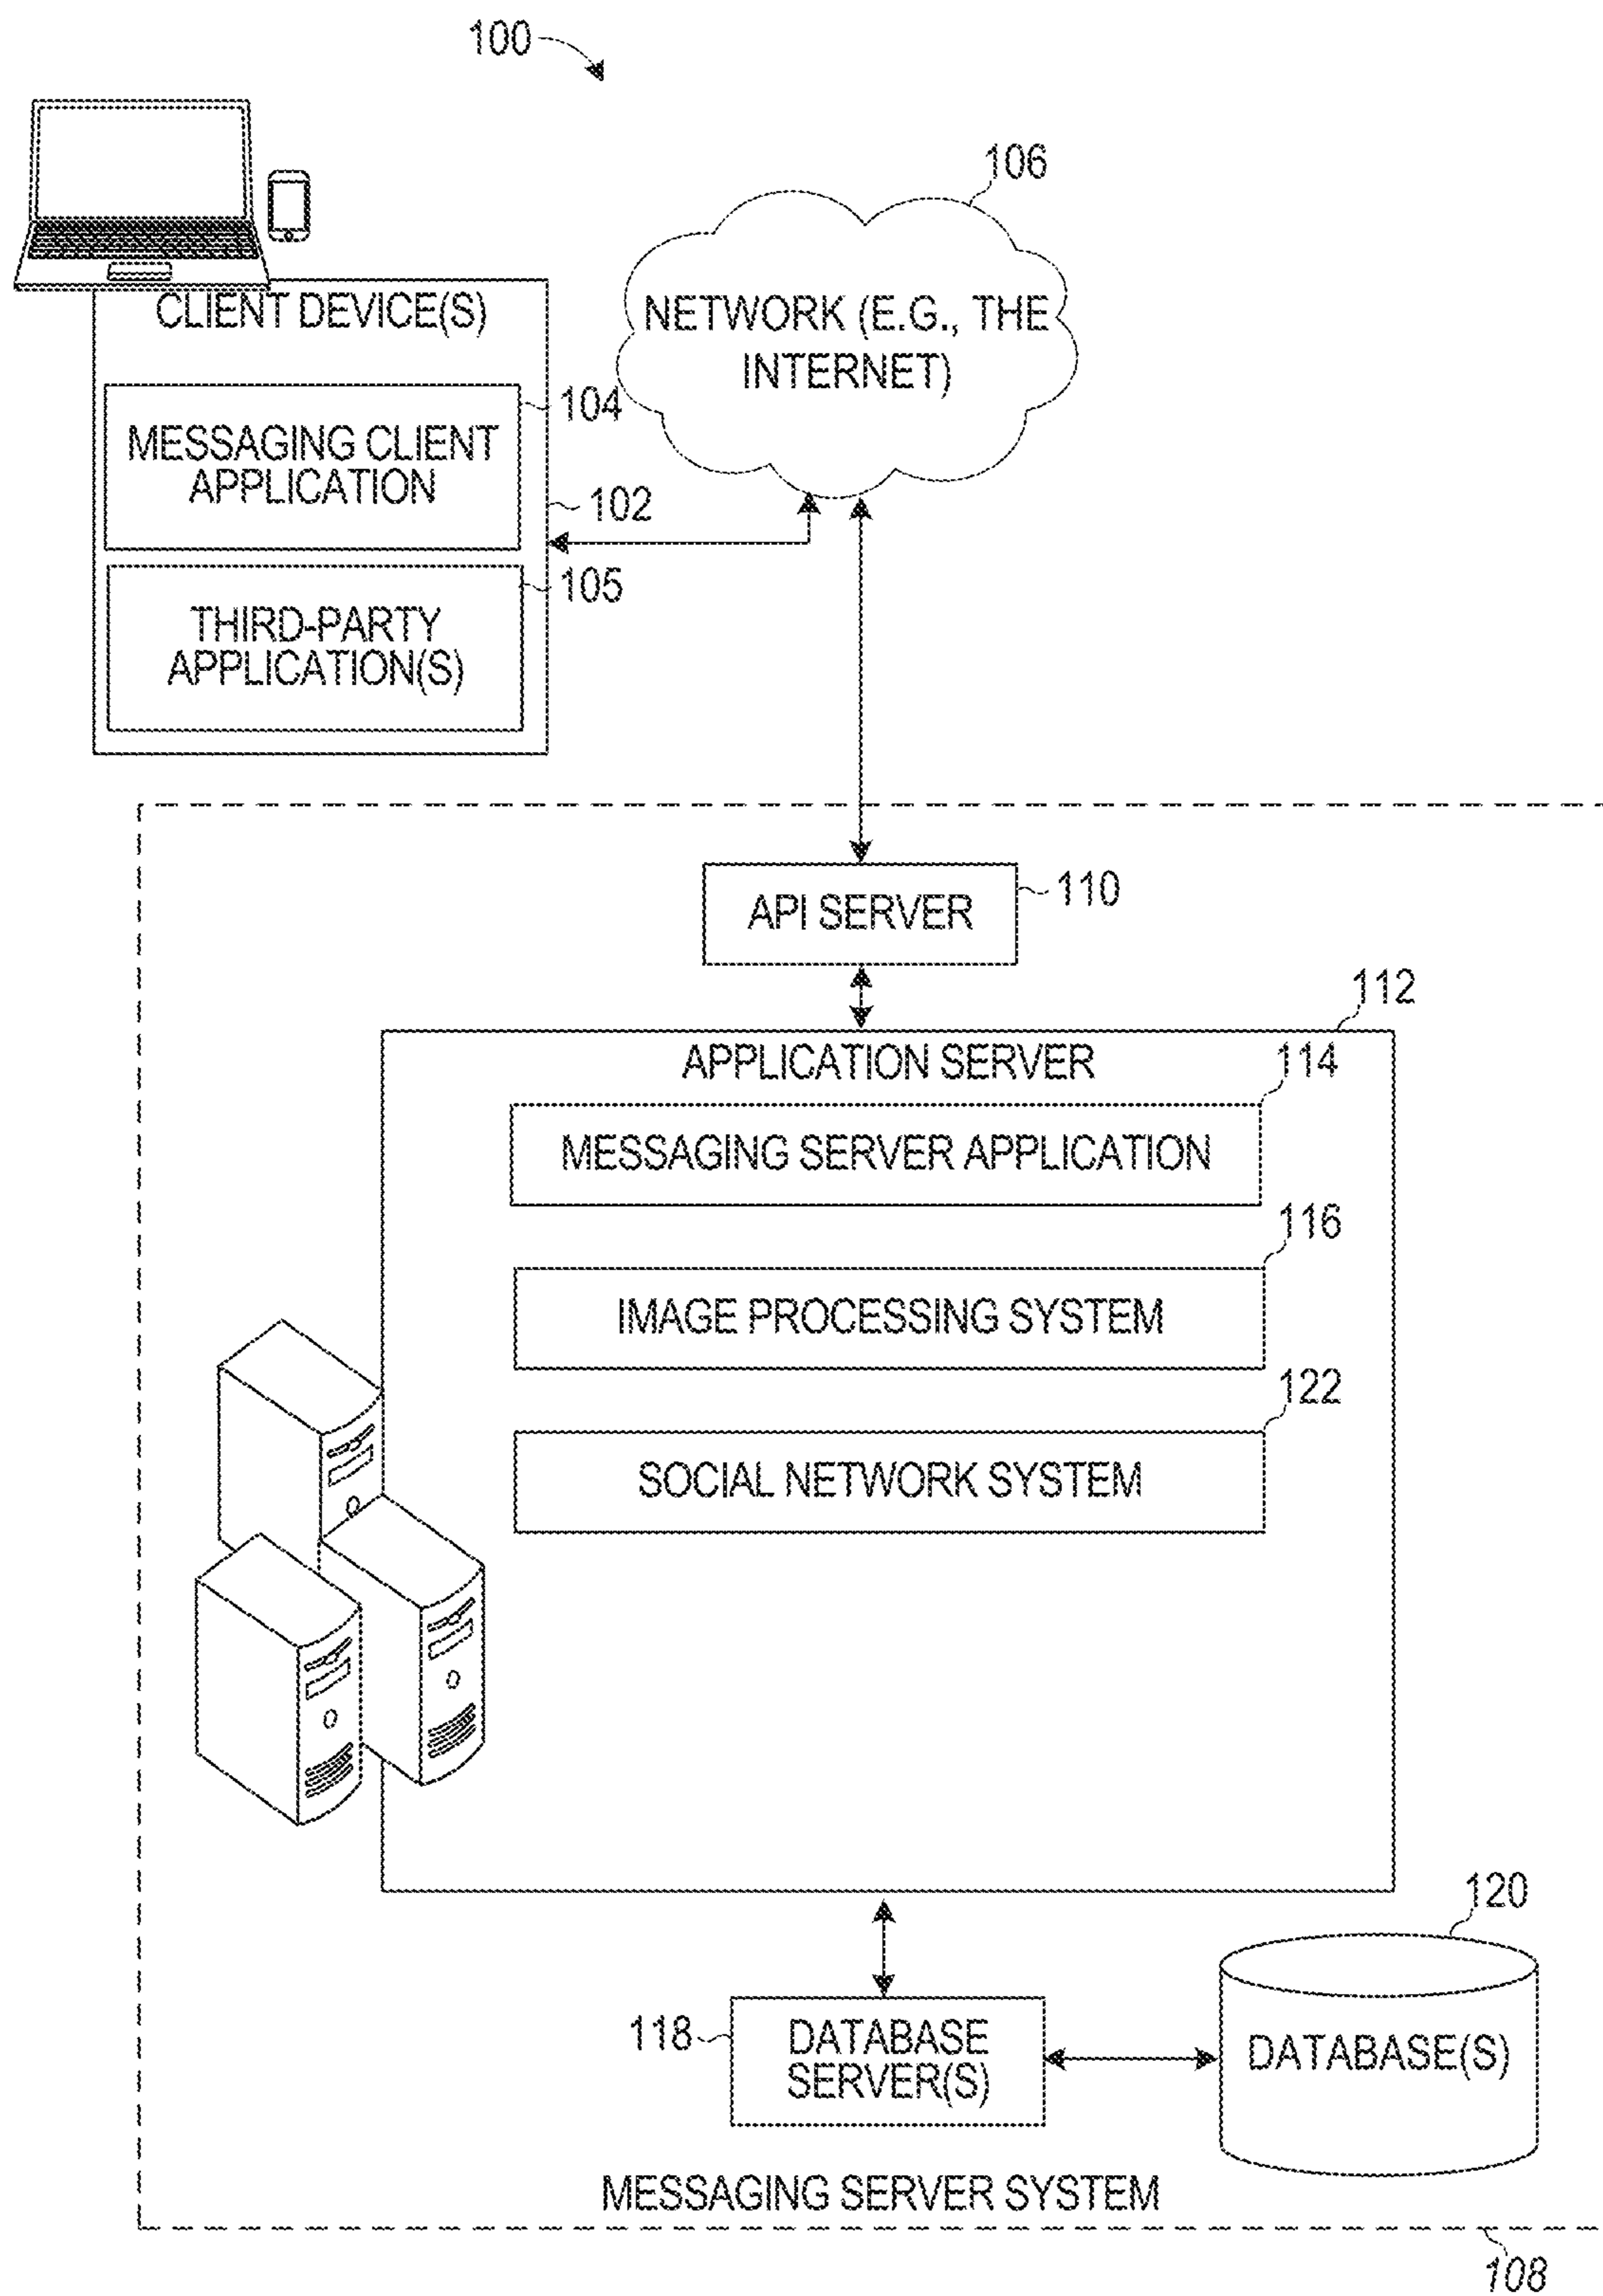 100
106
CLIENT DEVICE(S)
NETWORK (E.G., THE
INTERNET)
104
MESSAGING CLIENT
APPLICATION
102
105
THIRD-PARTY
APPLICATION(S)
API SERVER
110
112
APPLICATION SERVER
114
MESSAGING SERVER APPLICATION
116
IMAGE PROCESSING SYSTEM
122
SOCIAL NETWORK SYSTEM
120
118
DATABASE
SERVER(S)
DATABASE(S)
MESSAGING SERVER SYSTEM
108